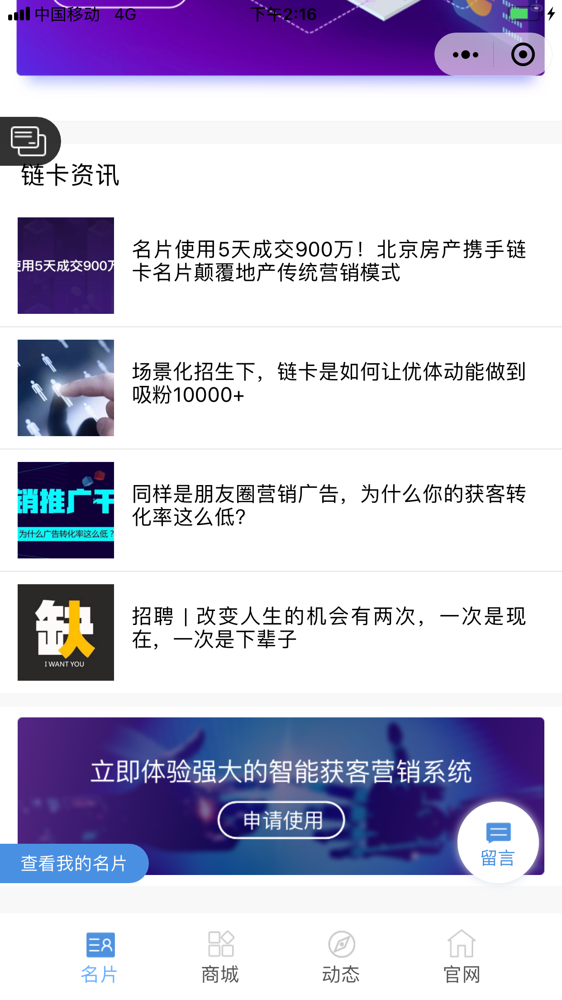 中国移动 4G 下午2:16
链卡资讯
使用5天成交900万
名片使用5天成交900万！北京房产携手链
卡名片颠覆地产传统营销模式
场景化招生下，链卡是如何让优体动能做到
吸粉10000+
销推广干
为什么广告转化率这么低？
同样是朋友圈营销广告，为什么你的获客转
化率这么低?
缺人
I WANT YOU
招聘 | 改变人生的机会有两次，一次是现
在，一次是下辈子
立即体验强大的智能获客营销系统
申请使用
留言
查看我的名片
名片 商城 动态 官网